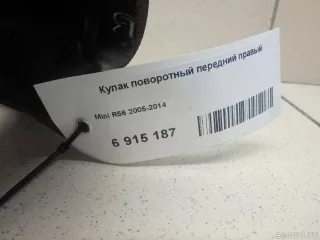 Кулак поворотный передний правый
Mini R56 2005-2014
6 915 187